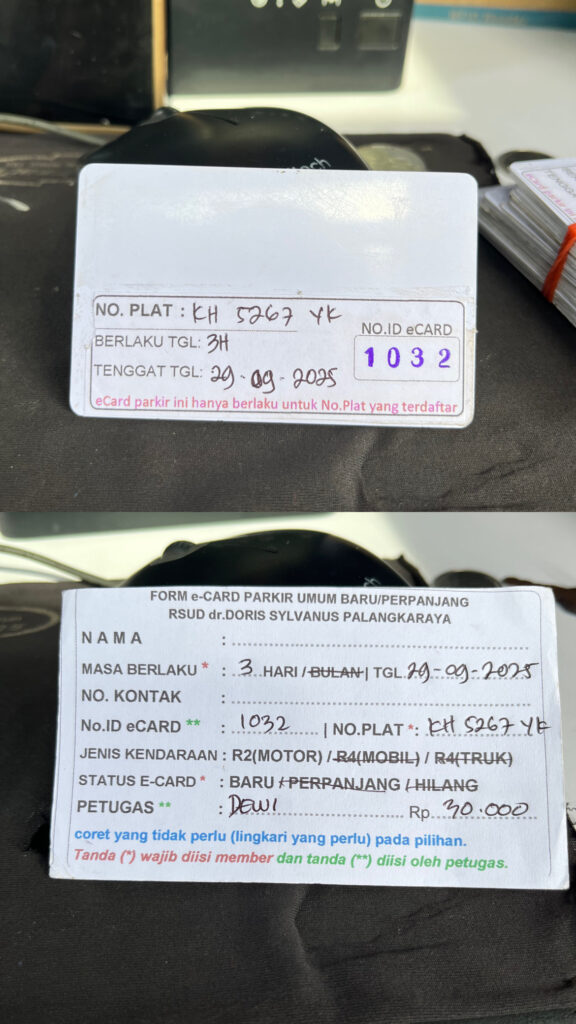 NO. PLAT : KH 5267 YK
BERLAKU TGL: 3H
TENGGAT TGL: 29-09-2025
NO.ID eCARD
1032
eCard parkir ini hanya berlaku untuk No.Plat yang terdaftar
FORM e-CARD PARKIR UMUM BARU/PERPANJANG
RSUD dr.DORIS SYLVANUS PALANGKARAYA
N A M A :
MASA BERLAKU * : 3 HARI / BULAN | TGL. 29-09-2025
NO. KONTAK :
No.ID eCARD ** : 1032 | NO.PLAT *: KH 5267 YK
JENIS KENDARAAN : R2(MOTOR) / R4(MOBIL) / R4(TRUK)
STATUS E-CARD * : BARU / PERPANJANG / HILANG
PETUGAS ** : DEWI Rp. 30.000
coret yang tidak perlu (lingkari yang perlu) pada pilihan.
Tanda (*) wajib diisi member dan tanda (**) diisi oleh petugas.